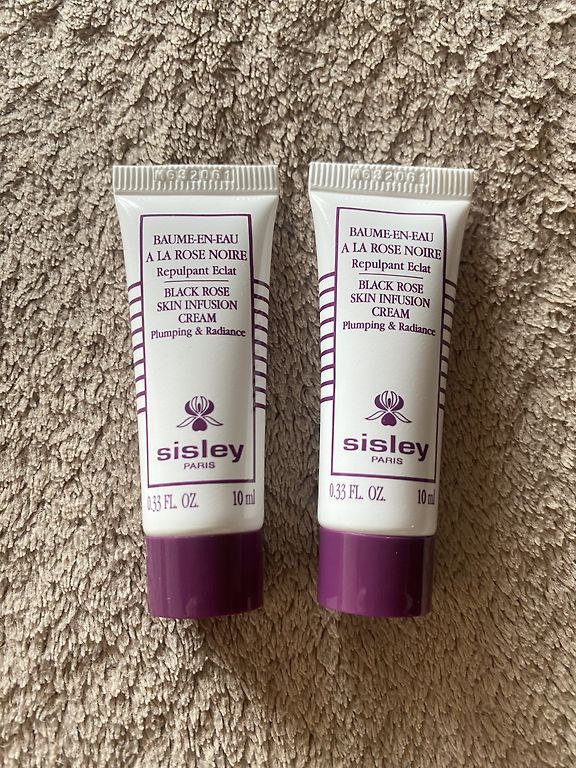 M632061
BAUME-EN-EAU
A LA ROSE NOIRE
Repulpant Eclat
BLACK ROSE
SKIN INFUSION
CREAM
Plumping & Radiance
sisley
PARIS
0.33 FL. OZ. 10 ml
M632061
BAUME-EN-EAU
A LA ROSE NOIRE
Repulpant Eclat
BLACK ROSE
SKIN INFUSION
CREAM
Plumping & Radiance
sisley
PARIS
0.33 FL. OZ. 10 ml